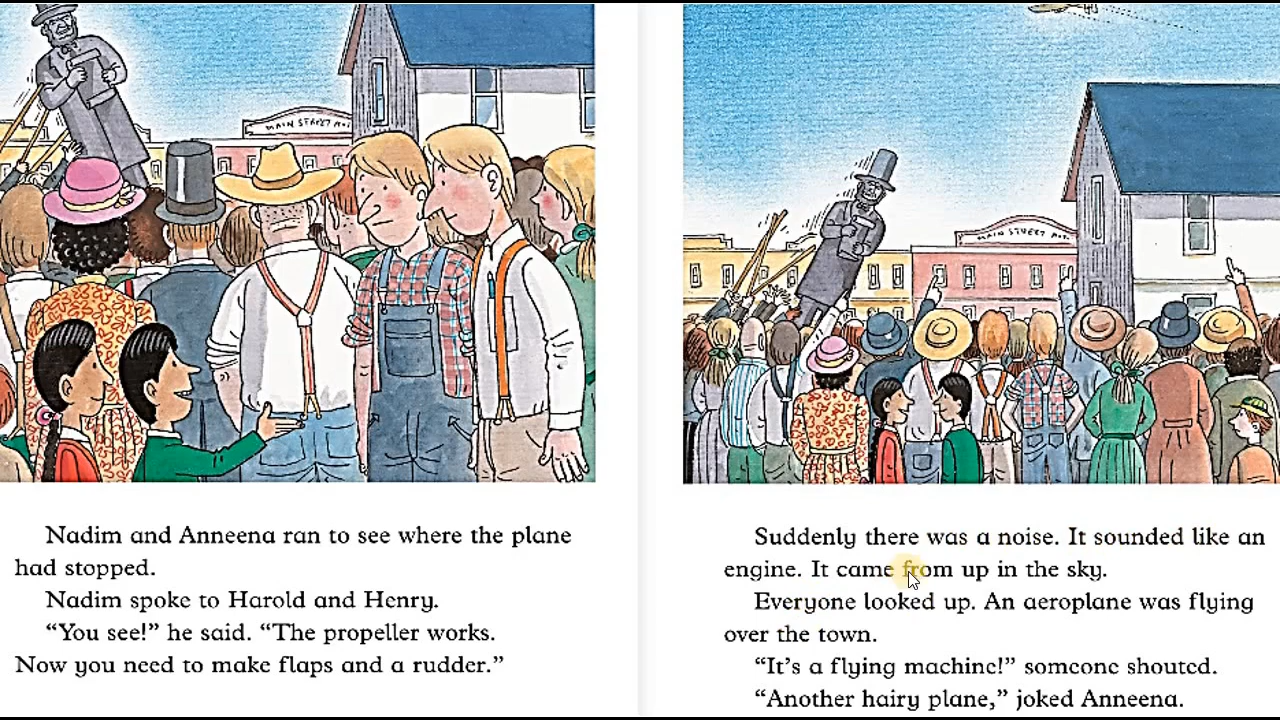 MAIN STREET
Nadim and Anneena ran to see where the plane
had stopped.
Nadim spoke to Harold and Henry.
“You see!” he said. “The propeller works.
Now you need to make flaps and a rudder.”
MAIN STREET
Suddenly there was a noise. It sounded like an
engine. It came from up in the sky.
Everyone looked up. An aeroplane was flying
over the town.
“It’s a flying machine!” someone shouted.
“Another hairy plane,” joked Anneena.